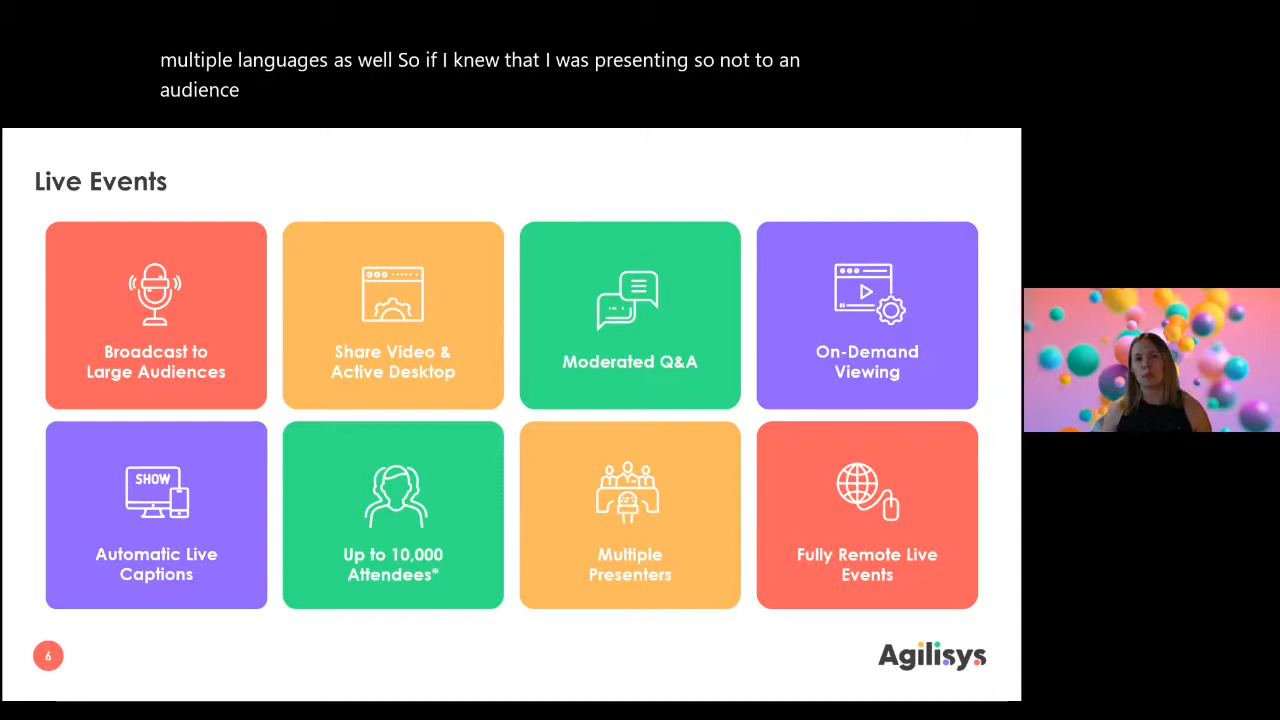 multiple languages as well So if I knew that I was presenting so not to an
audience
Live Events
Broadcast to
Large Audiences
Share Video &
Active Desktop
Moderated Q&A
On-Demand
Viewing
SHOW
Automatic Live
Captions
Up to 10,000
Attendees*
Multiple
Presenters
Fully Remote Live
Events
6
Agilisys